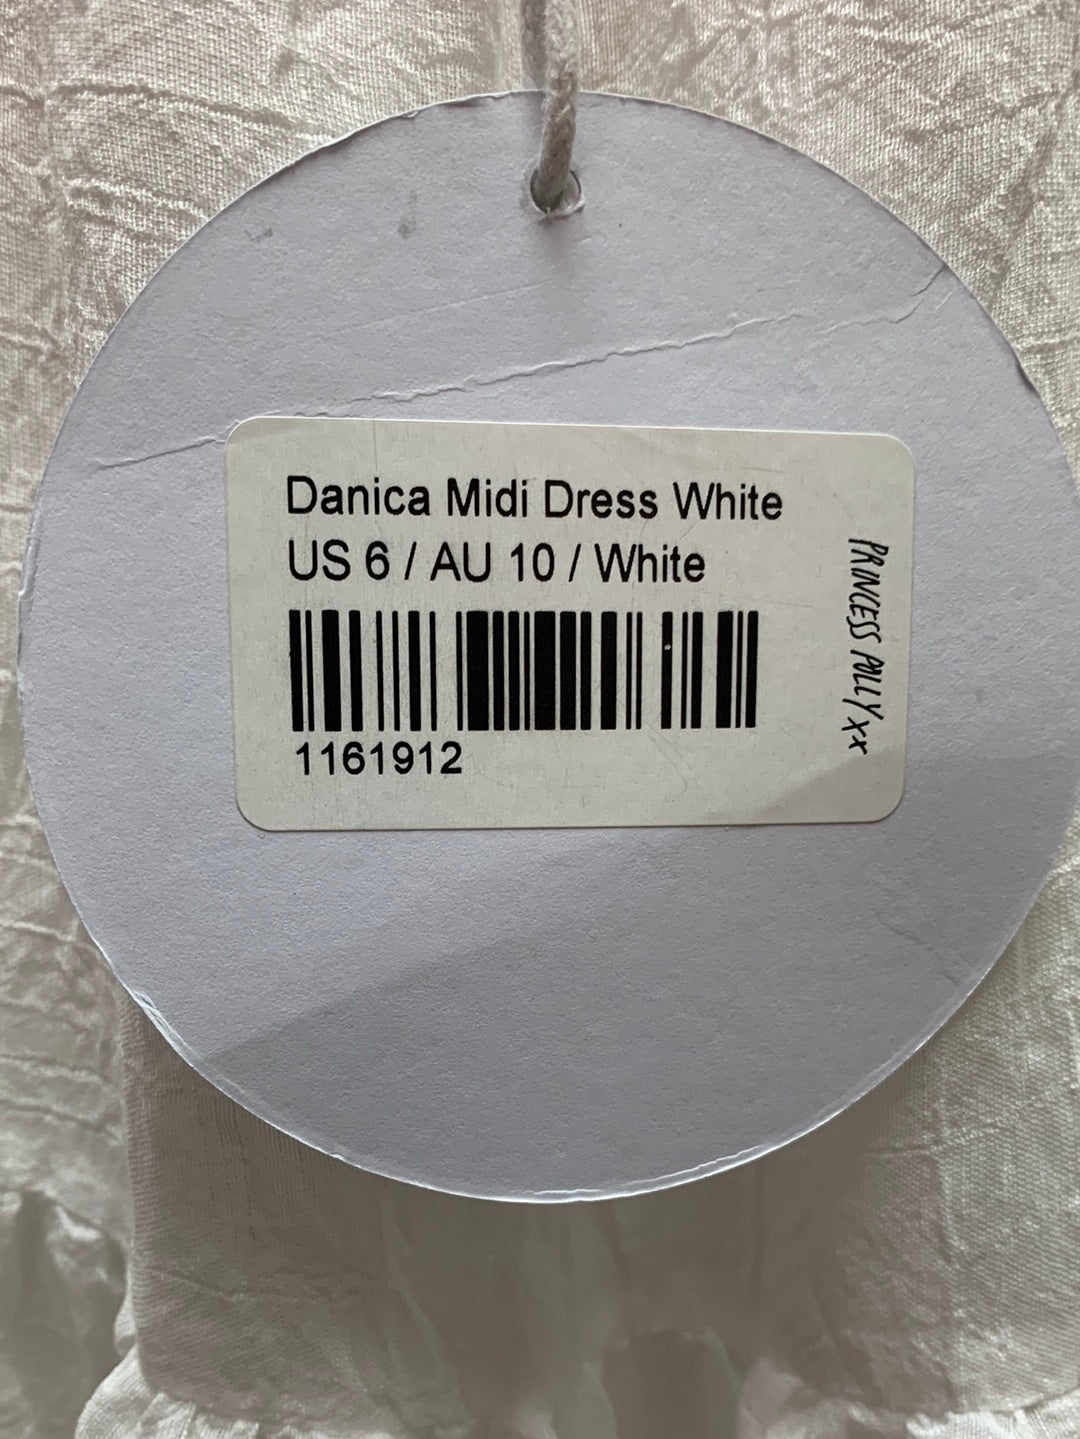 Danica Midi Dress White
US 6 / AU 10 / White
1161912
PRINCESS POLLY xx